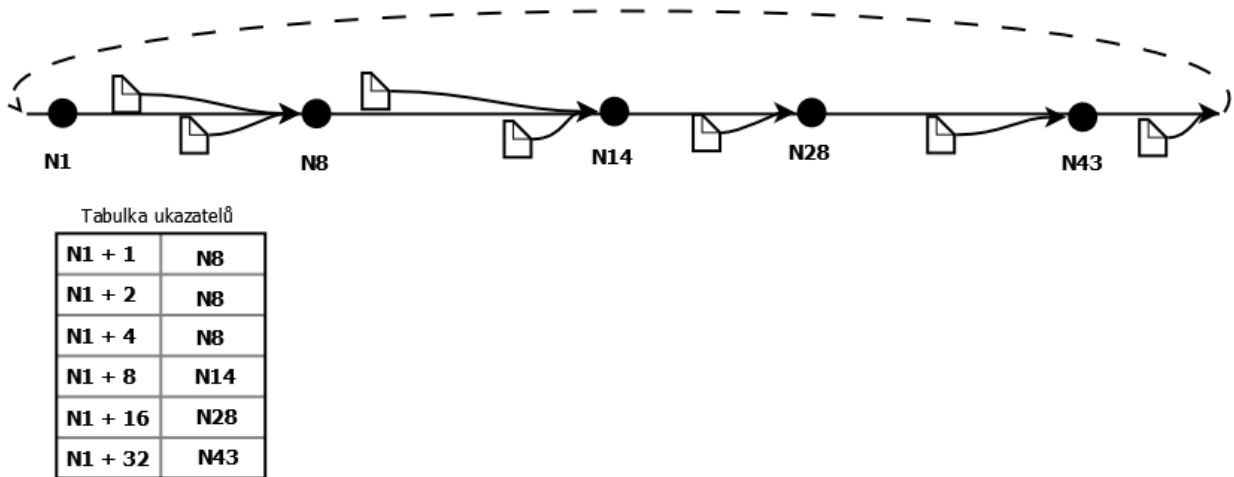 N1
N8
N14
N28
N43
Tabulka ukazatelů
N1 + 1 N8
N1 + 2 N8
N1 + 4 N8
N1 + 8 N14
N1 + 16 N28
N1 + 32 N43